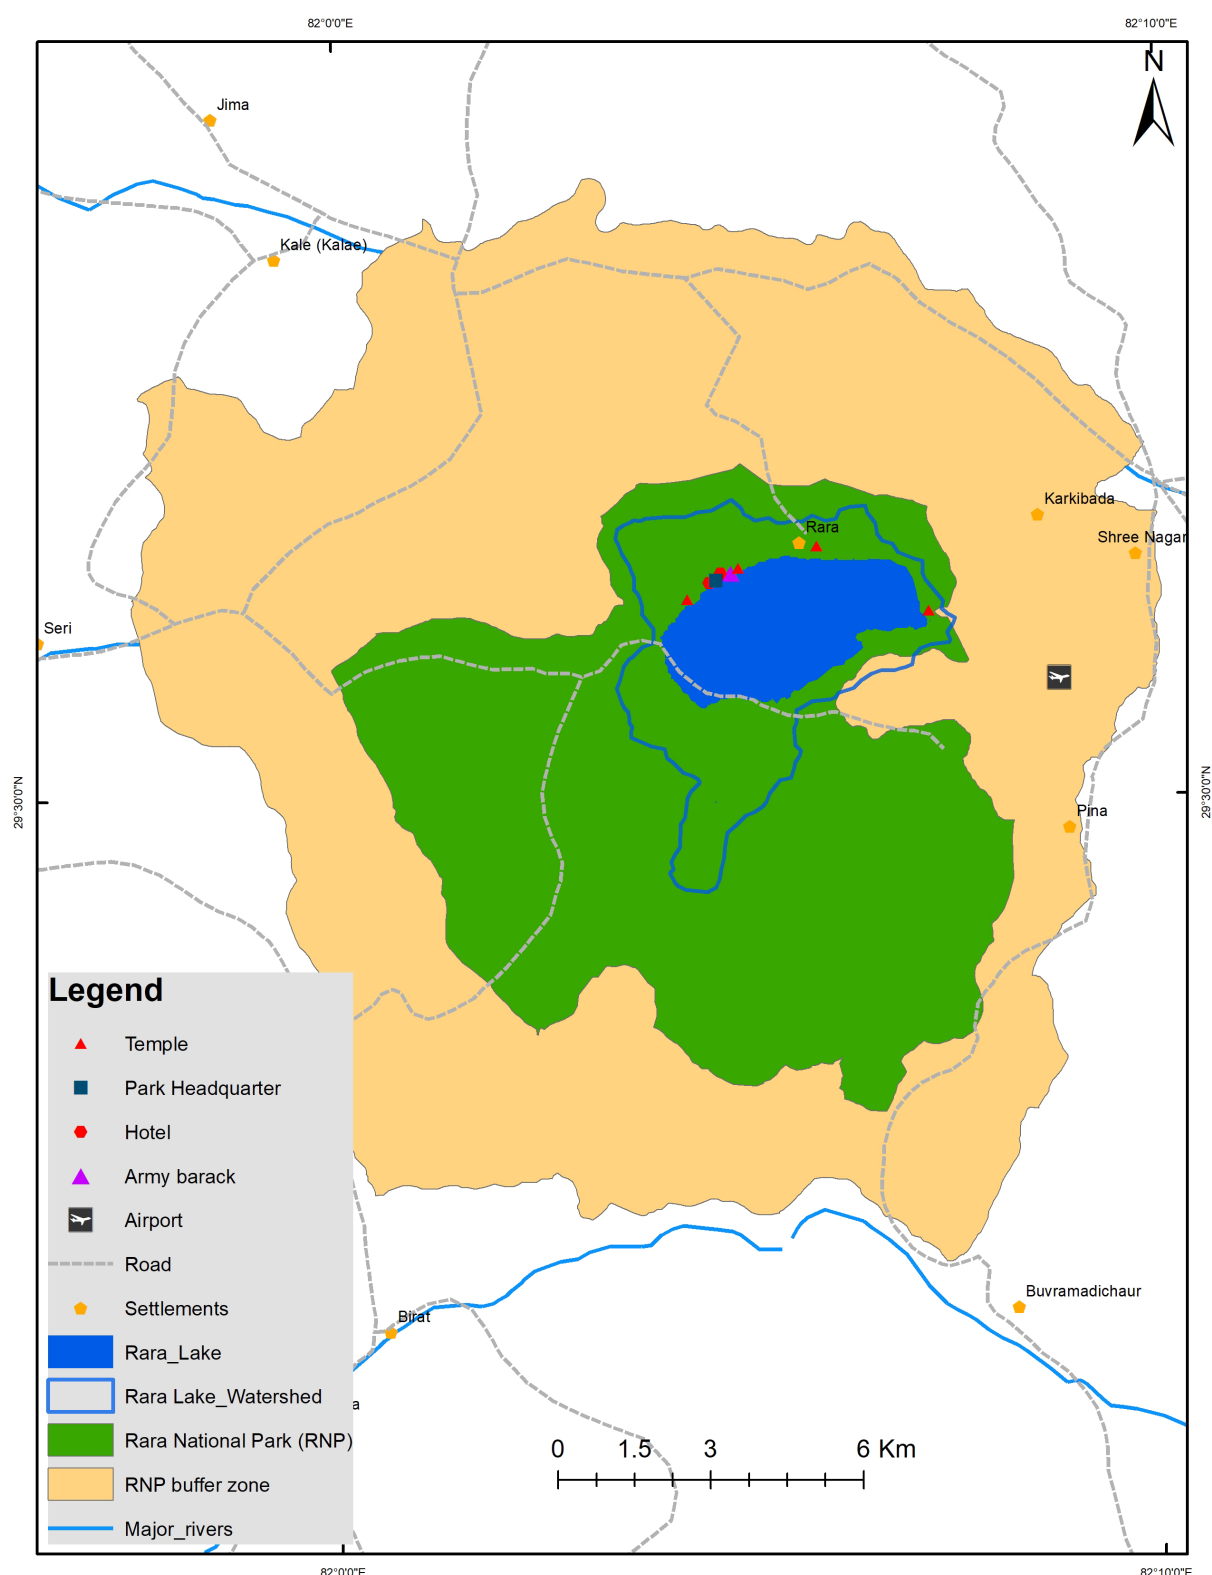 82°0'0"E
82°10'0"E
N
Jima
Kale (Kalae)
Karkibada
Rara
Shree Nagar
Seri
29°30'0"N
29°30'0"N
Pina
Legend
Temple
Park Headquarter
Hotel
Army barack
Airport
Road
Settlements
Rara_Lake
Rara Lake_Watershed
Rara National Park (RNP)
RNP buffer zone
Major_rivers
Buvramadichaur
Birat
a
0 1.5 3 6 Km
82°0'0"E
82°10'0"E